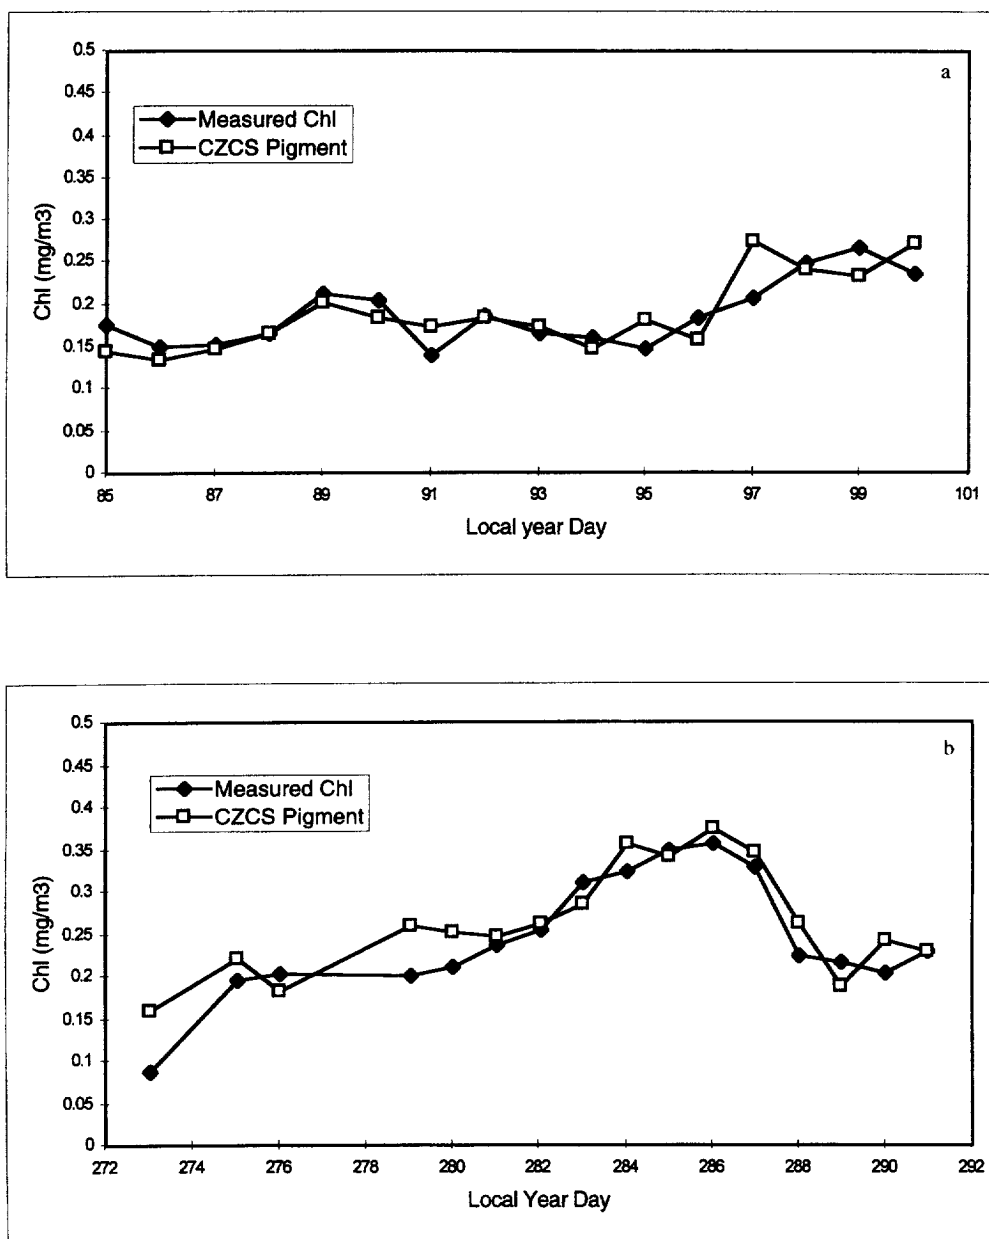 a
0.5
0.45
0.4
0.35
0.3
0.25
0.2
0.15
0.1
0.05
0
Chl (mg/m3)
Measured Chl
CZCS Pigment
85 87 89 91 93 95 97 99 101
Local year Day
b
0.5
0.45
0.4
0.35
0.3
0.25
0.2
0.15
0.1
0.05
0
Chl (mg/m3)
Measured Chl
CZCS Pigment
272 274 276 278 280 282 284 286 288 290 292
Local Year Day